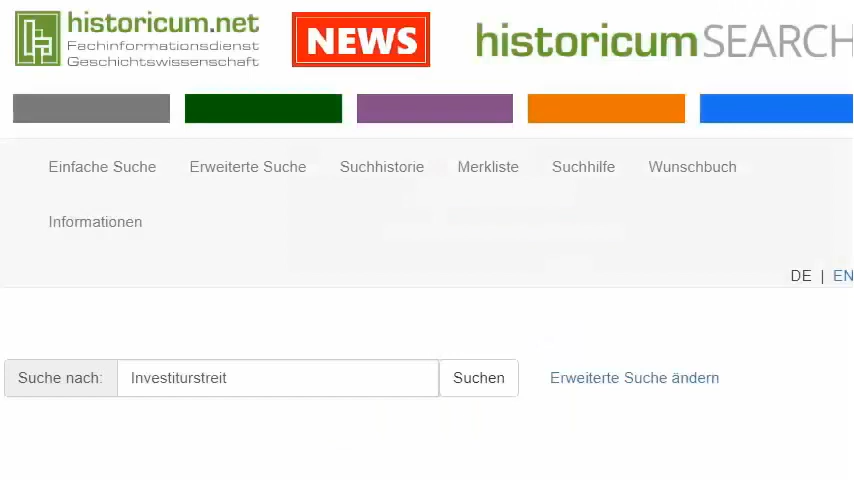 historicum.net
Fachinformationsdienst
Geschichtswissenschaft
NEWS
historicumSEARCH
Einfache Suche Erweiterte Suche Suchhistorie Merkliste Suchhilfe Wunschbuch
Informationen
DE | EN
Suche nach: Investiturstreit Suchen Erweiterte Suche ändern